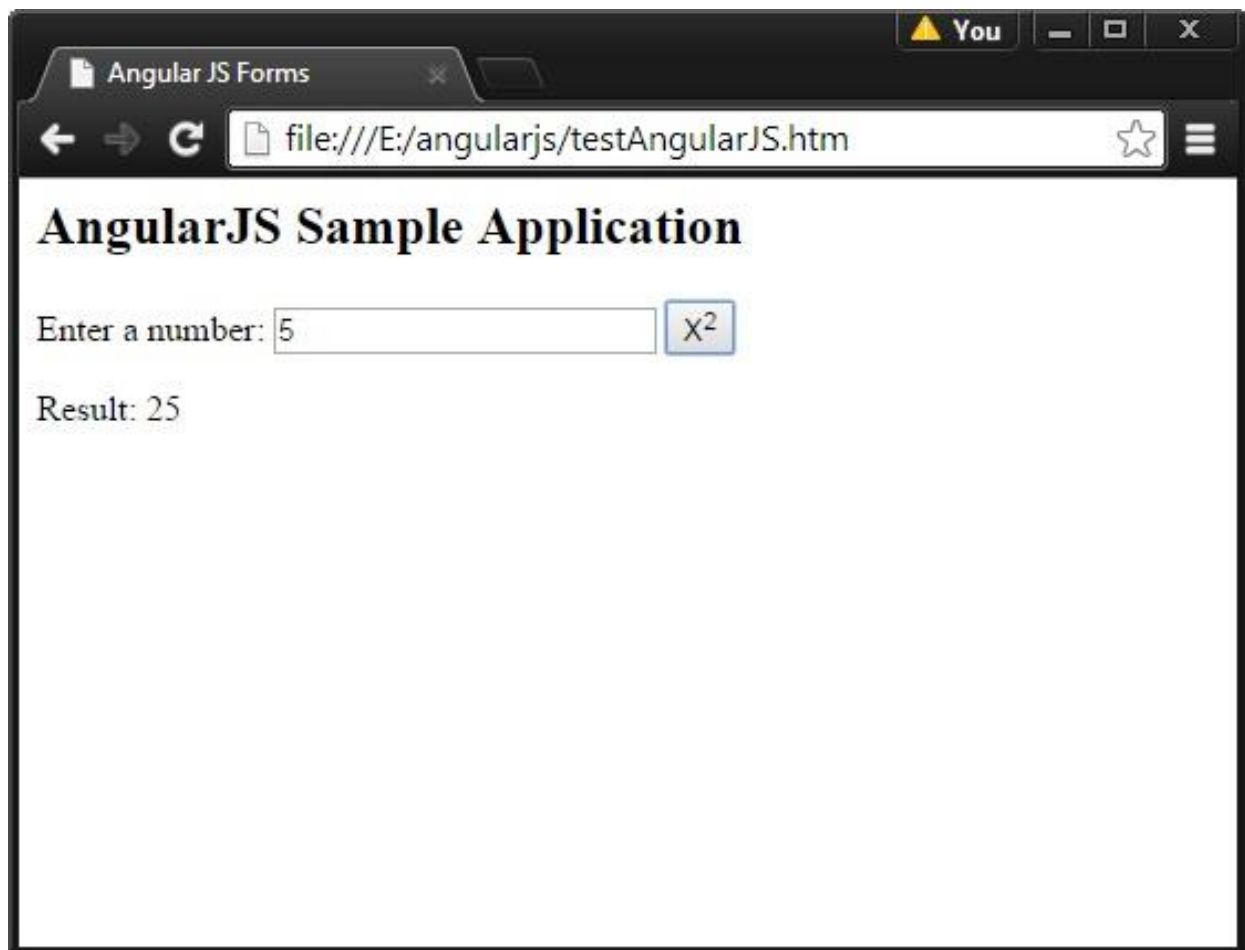 You
Angular JS Forms
file:///E:/angularjs/testAngularJS.htm
AngularJS Sample Application
Enter a number: 5 X²
Result: 25